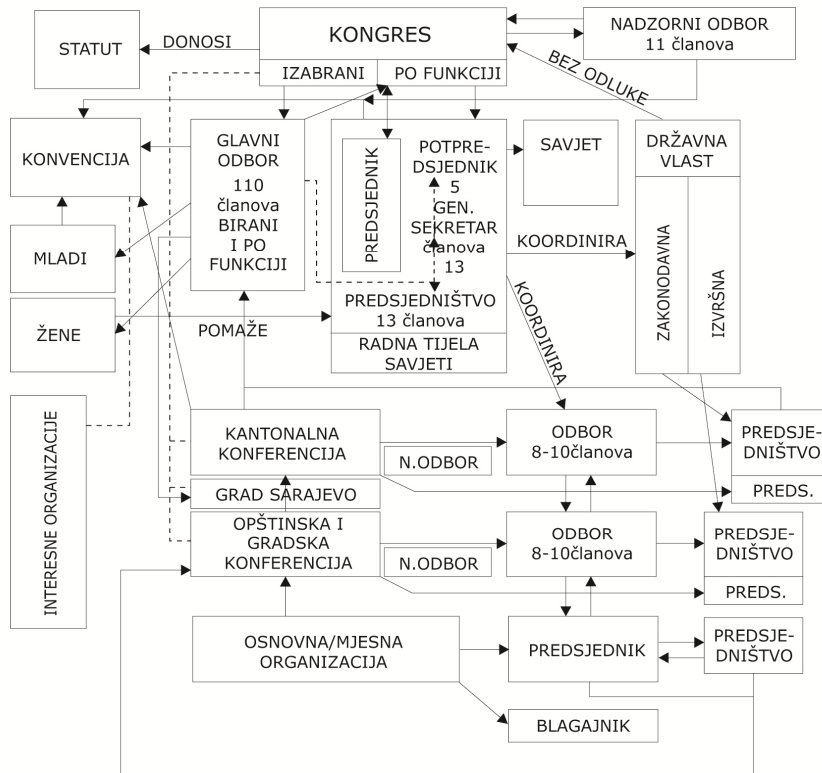 STATUT
DONOSI
KONGRES
IZABRANI
PO FUNKCIJI
NADZORNI ODBOR
11 članova
BEZ ODLUKE
KONVENCIJA
GLAVNI
ODBOR
110
članova
BIRANI
I PO
FUNKCIJI
PREDSJEDNIK
POTPRE-
DSJEDNIK
5
GEN.
SEKRETAR
članova
13
PREDSJEDNIŠTVO
13 članova
RADNA TIJELA
SAVJETI
SAVJET
DRŽAVNA
VLAST
ZAKONODAVNA
IZVRŠNA
KOORDINIRA
KOORDINIRA
MLADI
ŽENE
POMAŽE
INTERESNE ORGANIZACIJE
KANTONALNA
KONFERENCIJA
N.ODBOR
ODBOR
8-10članova
PREDSJE-
DNIŠTVO
PREDS.
GRAD SARAJEVO
OPŠTINSKA I
GRADSKA
KONFERENCIJA
N.ODBOR
ODBOR
8-10članova
PREDSJE-
DNIŠTVO
PREDS.
OSNOVNA/MJESNA
ORGANIZACIJA
PREDSJEDNIK
PREDSJE-
DNIŠTVO
BLAGAJNIK